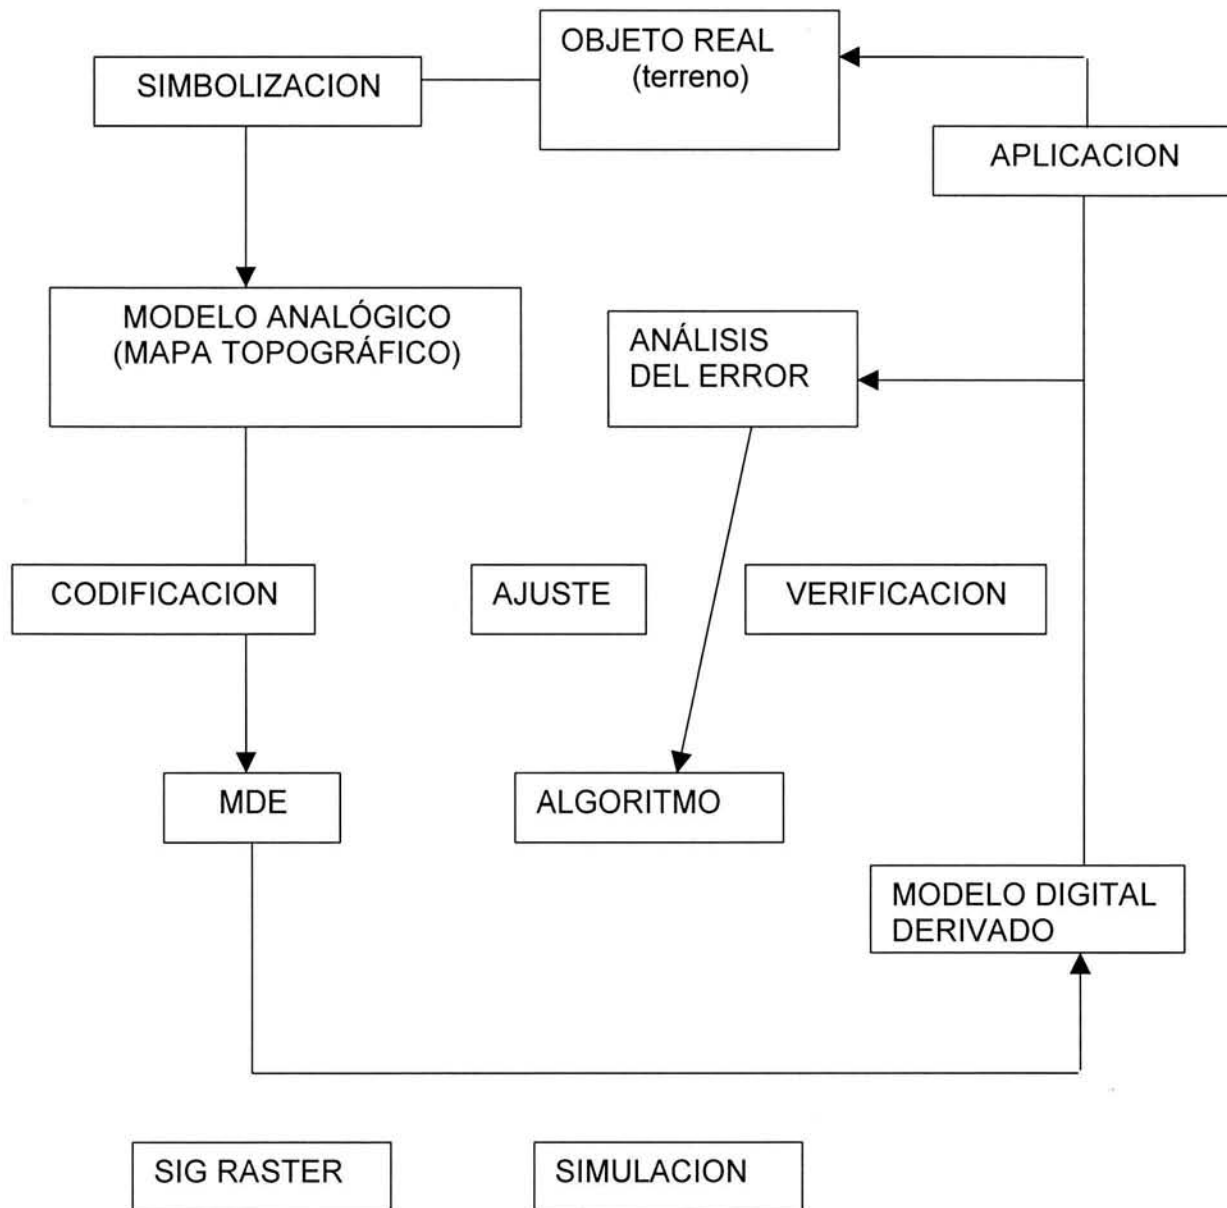 OBJETO REAL
(terreno)
SIMBOLIZACION
APLICACION
MODELO ANALÓGICO
(MAPA TOPOGRÁFICO)
ANÁLISIS
DEL ERROR
CODIFICACION
AJUSTE
VERIFICACION
MDE
ALGORITMO
MODELO DIGITAL
DERIVADO
SIG RASTER
SIMULACION